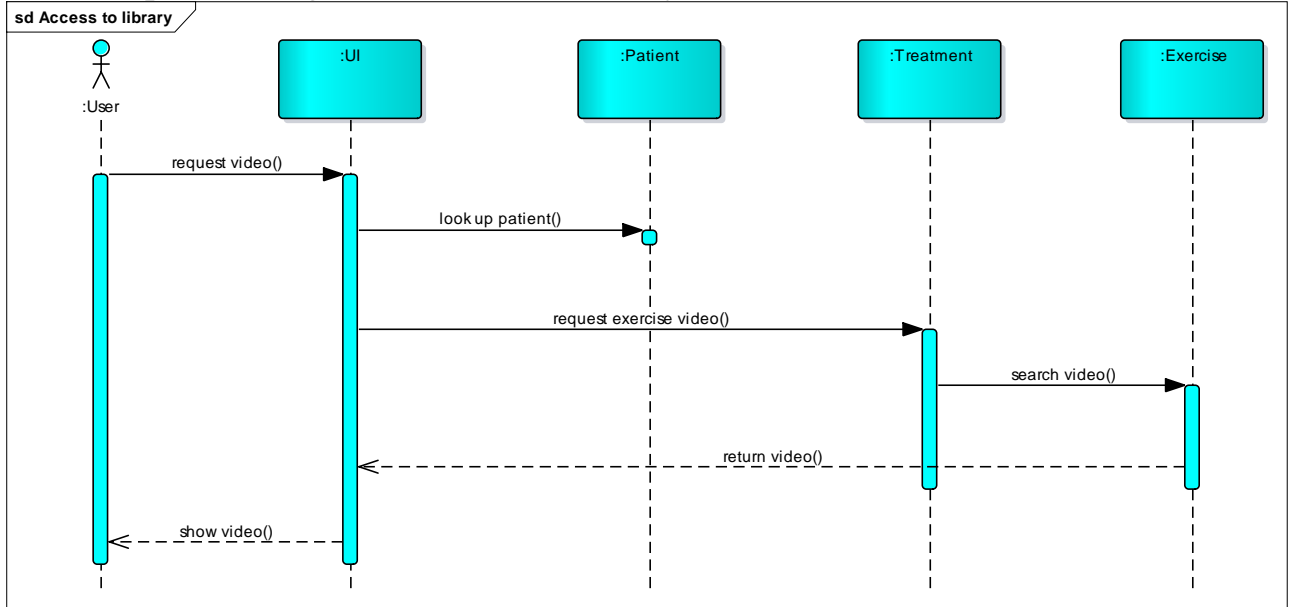 sd Access to library
:User
:UI
:Patient
:Treatment
:Exercise
request video()
look up patient()
request exercise video()
search video()
return video()
show video()